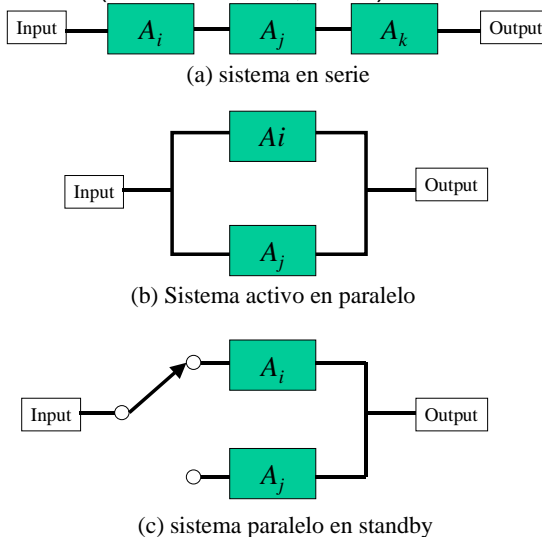 Input A_i A_j A_k Output
(a) sistema en serie
Ai
Input Output
A_j
(b) Sistema activo en paralelo
A_i
Input Output
A_j
(c) sistema paralelo en standby